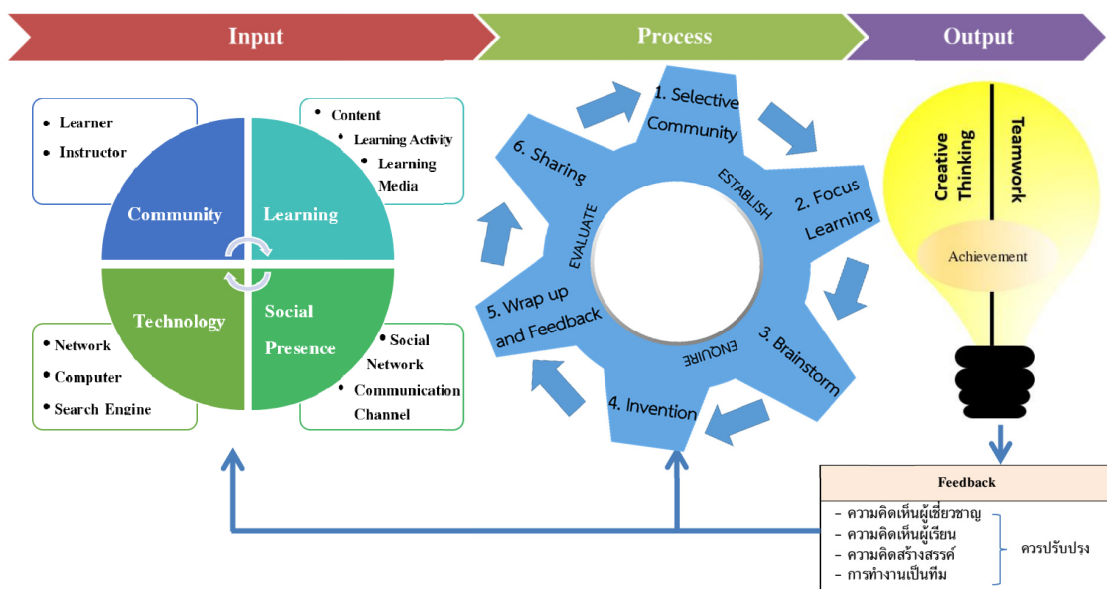 Input
Process
Output
• Learner
• Instructor
• Content
• Learning Activity
• Learning
Media
Community
Learning
Technology
Social
Presence
• Network
• Computer
• Search Engine
• Social
Network
• Communication
Channel
1. Selective
Community
2. Focus
Learning
3. Brainstorm
4. Invention
5. Wrap up
and Feedback
6. Sharing
ESTABLISH
ENQUIRE
EVALUATE
Creative
Thinking
Teamwork
Achievement
Feedback
- ความคิดเห็นผู้เชี่ยวชาญ
- ความคิดเห็นผู้เรียน
- ความคิดสร้างสรรค์
- การทำงานเป็นทีม
ควรปรับปรุง